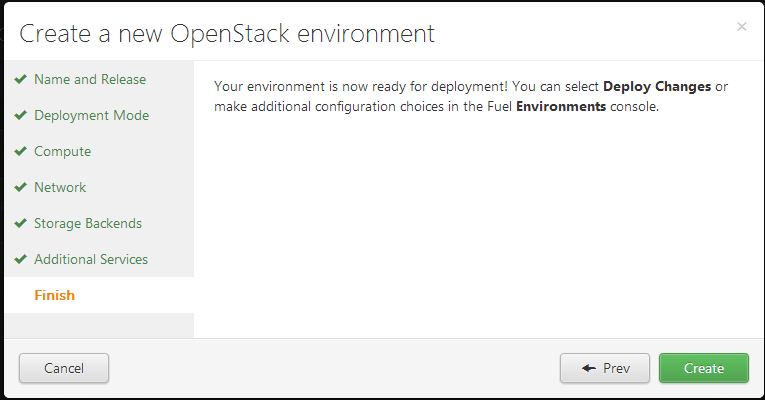 Create a new OpenStack environment
×
Name and Release
Deployment Mode
Compute
Network
Storage Backends
Additional Services
Finish
Your environment is now ready for deployment! You can select Deploy Changes or
make additional configuration choices in the Fuel Environments console.
Cancel
Prev
Create